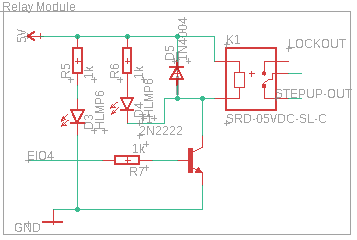 Relay Module
5V
R5
1k
R6
1k
D5
1N4004
K1
LOCKOUT
STEPUP-OUT
SRD-05VDC-SL-C
D3
HLMP6
D4
HLMP6
2N2222
EIO4
1k
R7
GND